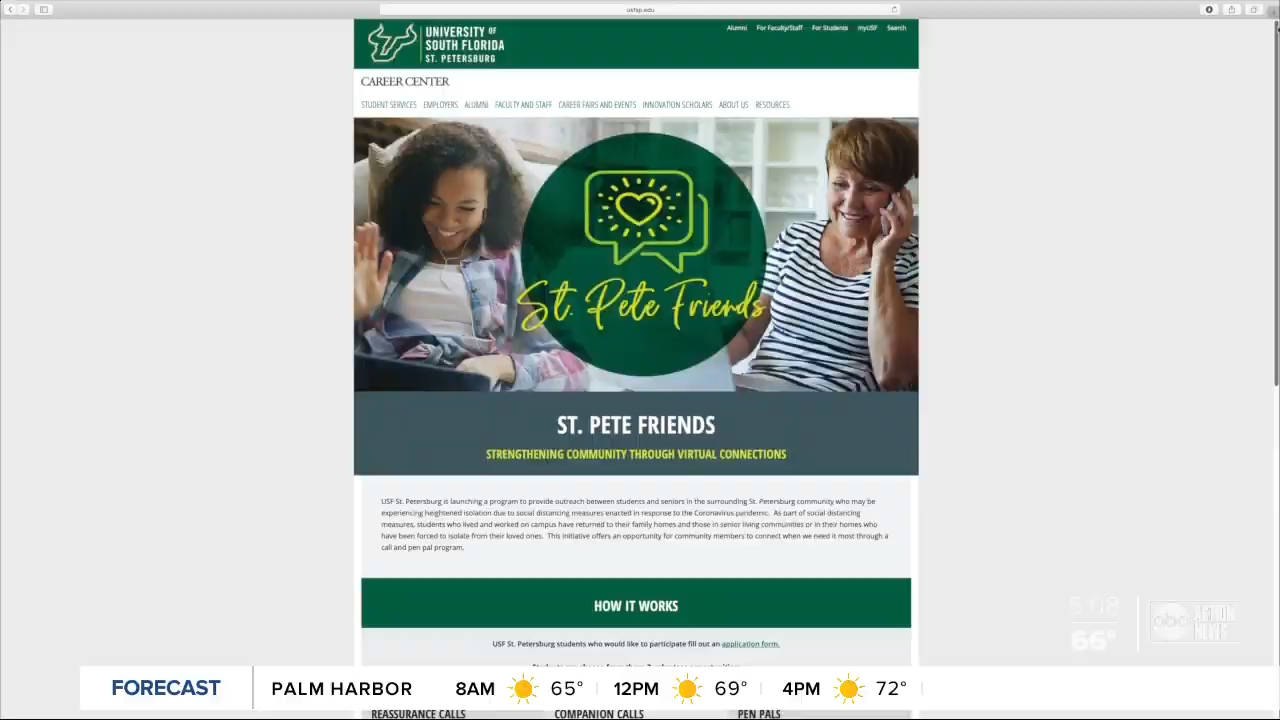 usfsp.edu
UNIVERSITY OF
SOUTH FLORIDA
ST. PETERSBURG
Alumni For Faculty/Staff For Students myUSF Search
CAREER CENTER
STUDENT SERVICES EMPLOYERS ALUMNI FACULTY AND STAFF CAREER FAIRS AND EVENTS INNOVATION SCHOLARS ABOUT US RESOURCES
St. Pete Friends
ST. PETE FRIENDS
STRENGTHENING COMMUNITY THROUGH VIRTUAL CONNECTIONS
USF St. Petersburg is launching a program to provide outreach between students and seniors in the surrounding St. Petersburg community who may be
experiencing heightened isolation due to social distancing measures enacted in response to the Coronavirus pandemic. As part of social distancing
measures, students who lived and worked on campus have returned to their family homes and those in senior living communities or in their homes who
have been forced to isolate from their loved ones. This initiative offers an opportunity for community members to connect when we need it most through a
call and pen pal program.
HOW IT WORKS
USF St. Petersburg students who would like to participate fill out an application form.
5:08
66°
abc
NEWS
FORECAST PALM HARBOR 8AM 65° 12PM 69° 4PM 72°
REASSURANCE CALLS COMPANION CALLS PEN PALS